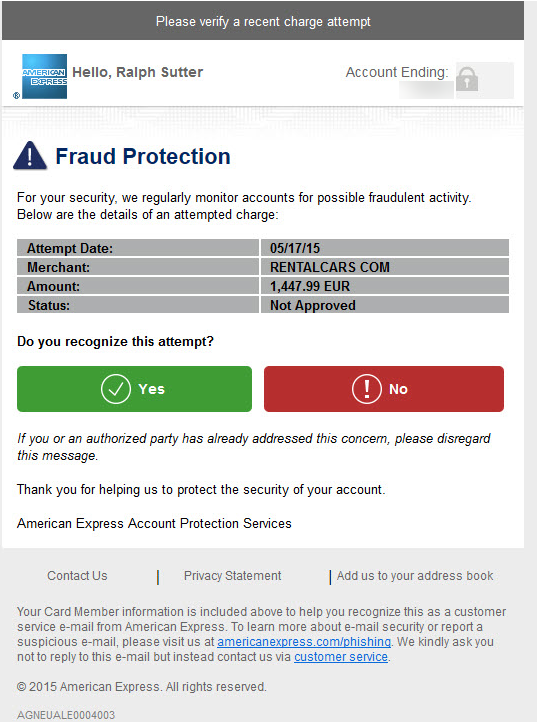 Please verify a recent charge attempt
AMERICAN EXPRESS
®
Hello, Ralph Sutter
Account Ending:
Fraud Protection
For your security, we regularly monitor accounts for possible fraudulent activity.
Below are the details of an attempted charge:
Attempt Date: 05/17/15
Merchant: RENTALCARS COM
Amount: 1,447.99 EUR
Status: Not Approved
Do you recognize this attempt?
Yes
No
If you or an authorized party has already addressed this concern, please disregard
this message.
Thank you for helping us to protect the security of your account.
American Express Account Protection Services
Contact Us | Privacy Statement | Add us to your address book
Your Card Member information is included above to help you recognize this as a customer
service e-mail from American Express. To learn more about e-mail security or report a
suspicious e-mail, please visit us at americanexpress.com/phishing. We kindly ask you
not to reply to this e-mail but instead contact us via customer service.
© 2015 American Express. All rights reserved.
AGNEUALE0004003